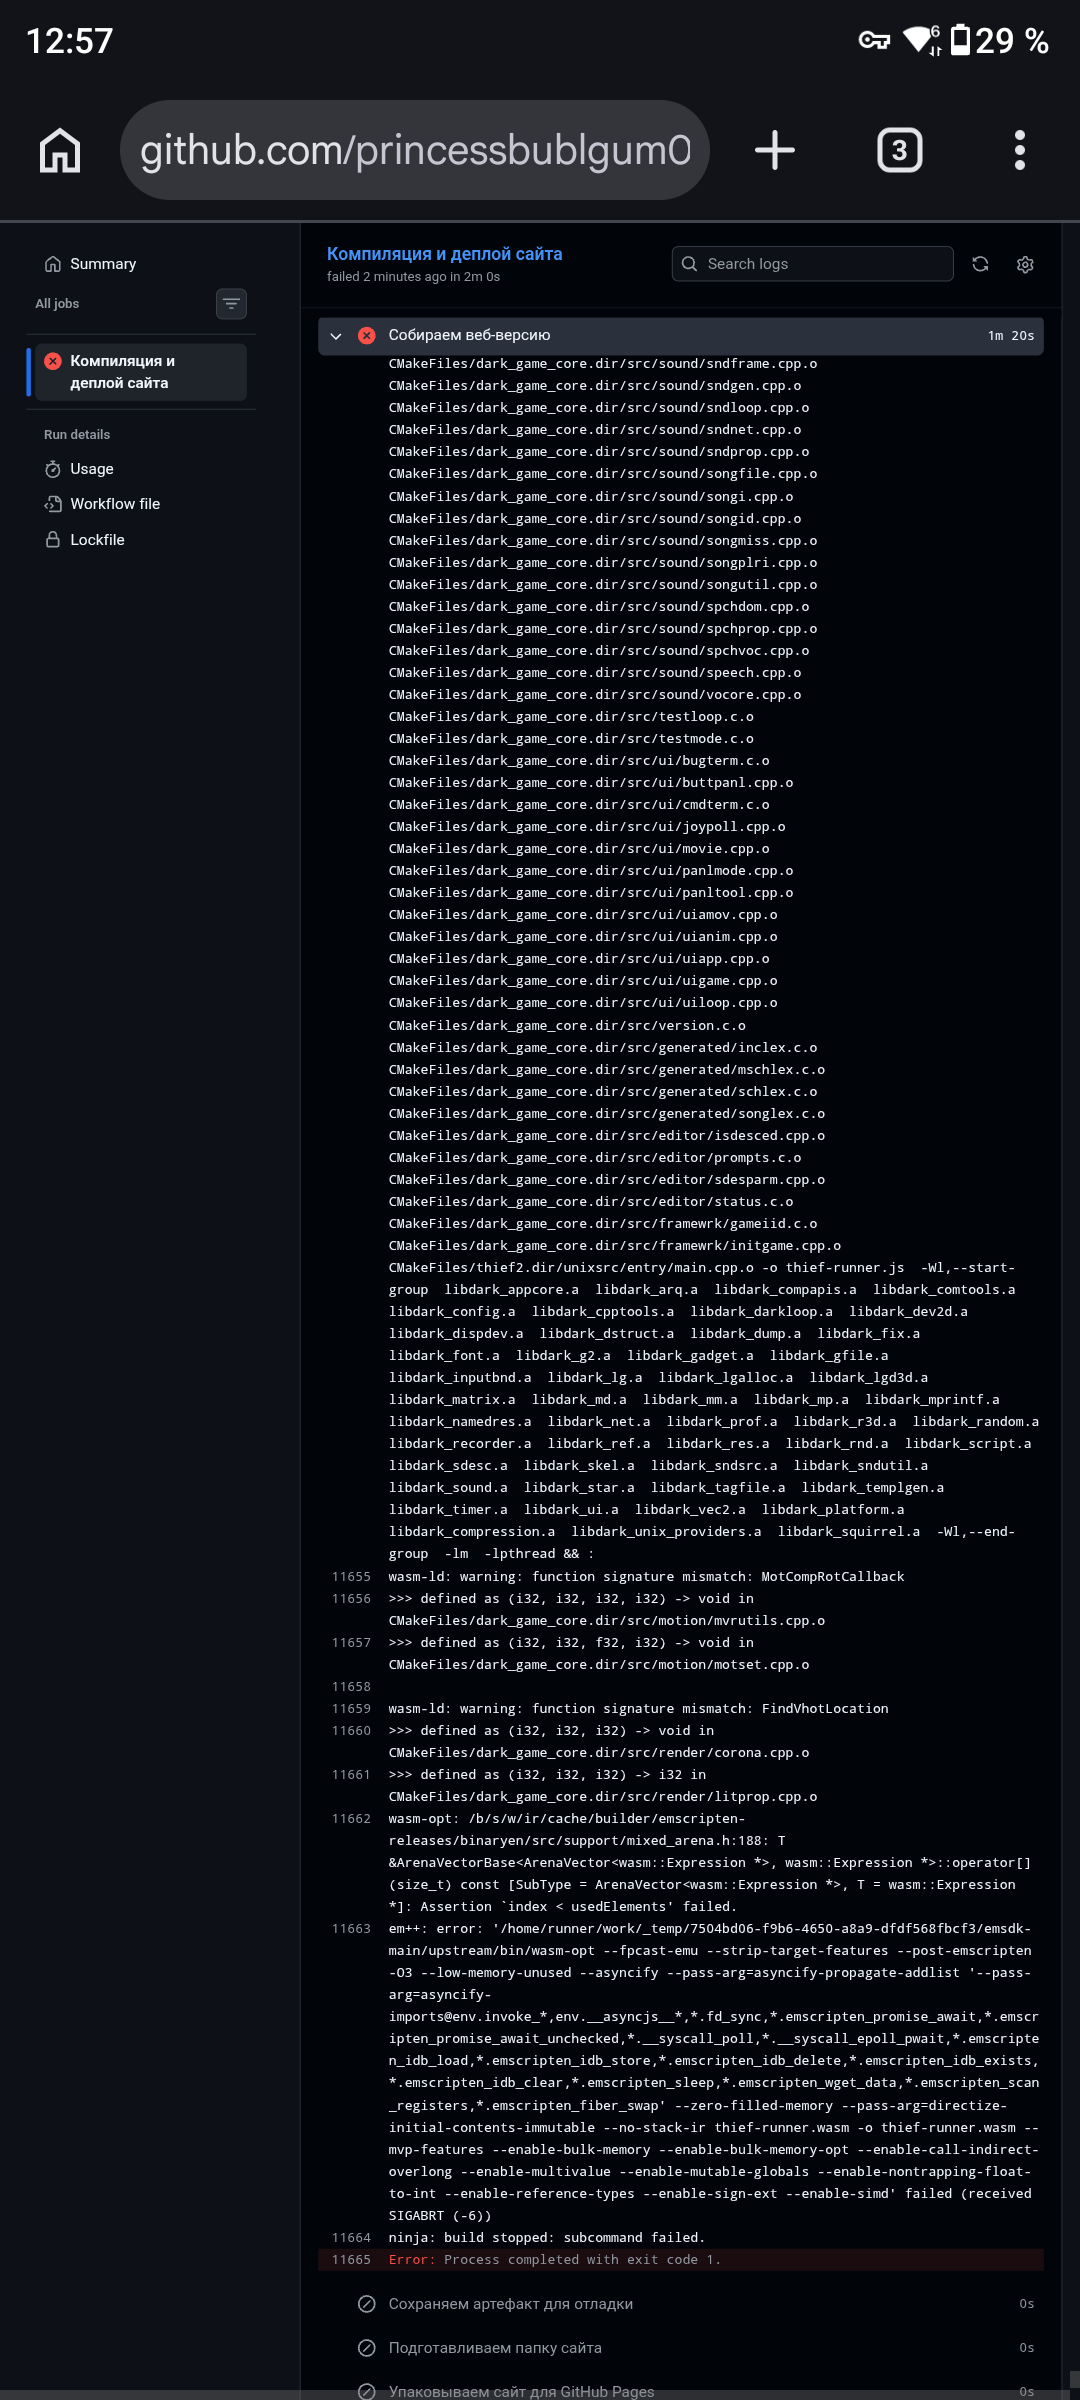 12:57
6
29 %
github.com/princessbublgum0
3
Summary
All jobs
Компиляция и
деплой сайта
Run details
Usage
Workflow file
Lockfile
Компиляция и деплой сайта
failed 2 minutes ago in 2m 0s
Search logs
Собираем веб-версию
1m 20s
CMakeFiles/dark_game_core.dir/src/sound/sndframe.cpp.o
CMakeFiles/dark_game_core.dir/src/sound/sndgen.cpp.o
CMakeFiles/dark_game_core.dir/src/sound/sndloop.cpp.o
CMakeFiles/dark_game_core.dir/src/sound/sndnet.cpp.o
CMakeFiles/dark_game_core.dir/src/sound/sndprop.cpp.o
CMakeFiles/dark_game_core.dir/src/sound/songfile.cpp.o
CMakeFiles/dark_game_core.dir/src/sound/songi.cpp.o
CMakeFiles/dark_game_core.dir/src/sound/songid.cpp.o
CMakeFiles/dark_game_core.dir/src/sound/songmiss.cpp.o
CMakeFiles/dark_game_core.dir/src/sound/songplri.cpp.o
CMakeFiles/dark_game_core.dir/src/sound/songutil.cpp.o
CMakeFiles/dark_game_core.dir/src/sound/spchdom.cpp.o
CMakeFiles/dark_game_core.dir/src/sound/spchprop.cpp.o
CMakeFiles/dark_game_core.dir/src/sound/spchvoc.cpp.o
CMakeFiles/dark_game_core.dir/src/sound/speech.cpp.o
CMakeFiles/dark_game_core.dir/src/sound/vocore.cpp.o
CMakeFiles/dark_game_core.dir/src/testloop.c.o
CMakeFiles/dark_game_core.dir/src/testmode.c.o
CMakeFiles/dark_game_core.dir/src/ui/bugterm.c.o
CMakeFiles/dark_game_core.dir/src/ui/buttpanl.cpp.o
CMakeFiles/dark_game_core.dir/src/ui/cmdterm.c.o
CMakeFiles/dark_game_core.dir/src/ui/joypoll.cpp.o
CMakeFiles/dark_game_core.dir/src/ui/movie.cpp.o
CMakeFiles/dark_game_core.dir/src/ui/panlmode.cpp.o
CMakeFiles/dark_game_core.dir/src/ui/panltool.cpp.o
CMakeFiles/dark_game_core.dir/src/ui/uiamov.cpp.o
CMakeFiles/dark_game_core.dir/src/ui/uianim.cpp.o
CMakeFiles/dark_game_core.dir/src/ui/uiapp.cpp.o
CMakeFiles/dark_game_core.dir/src/ui/uigame.cpp.o
CMakeFiles/dark_game_core.dir/src/ui/uiloop.cpp.o
CMakeFiles/dark_game_core.dir/src/version.c.o
CMakeFiles/dark_game_core.dir/src/generated/inclex.c.o
CMakeFiles/dark_game_core.dir/src/generated/mschlex.c.o
CMakeFiles/dark_game_core.dir/src/generated/schlex.c.o
CMakeFiles/dark_game_core.dir/src/generated/songlex.c.o
CMakeFiles/dark_game_core.dir/src/editor/isdesced.cpp.o
CMakeFiles/dark_game_core.dir/src/editor/prompts.c.o
CMakeFiles/dark_game_core.dir/src/editor/sdesparm.cpp.o
CMakeFiles/dark_game_core.dir/src/editor/status.c.o
CMakeFiles/dark_game_core.dir/src/framewrk/gameiid.c.o
CMakeFiles/dark_game_core.dir/src/framewrk/initgame.cpp.o
CMakeFiles/thief2.dir/unixsrc/entry/main.cpp.o -o thief-runner.js  -Wl,--start-
group  libdark_appcore.a  libdark_arq.a  libdark_compapis.a  libdark_comtools.a
libdark_config.a  libdark_cpptools.a  libdark_darkloop.a  libdark_dev2d.a
libdark_dispdev.a  libdark_dstruct.a  libdark_dump.a  libdark_fix.a
libdark_font.a  libdark_g2.a  libdark_gadget.a  libdark_gfile.a
libdark_inputbnd.a  libdark_lg.a  libdark_lgalloc.a  libdark_lgd3d.a
libdark_matrix.a  libdark_md.a  libdark_mm.a  libdark_mp.a  libdark_mprintf.a
libdark_namedres.a  libdark_net.a  libdark_prof.a  libdark_r3d.a  libdark_random.a
libdark_recorder.a  libdark_ref.a  libdark_res.a  libdark_rnd.a  libdark_script.a
libdark_sdesc.a  libdark_skel.a  libdark_sndsrc.a  libdark_sndutil.a
libdark_sound.a  libdark_star.a  libdark_tagfile.a  libdark_templgen.a
libdark_timer.a  libdark_ui.a  libdark_vec2.a  libdark_platform.a
libdark_compression.a  libdark_unix_providers.a  libdark_squirrel.a  -Wl,--end-
group  -lm  -lpthread && :
11655 wasm-ld: warning: function signature mismatch: MotCompRotCallback
11656 >>> defined as (i32, i32, i32, i32) -> void in
CMakeFiles/dark_game_core.dir/src/motion/mvrutils.cpp.o
11657 >>> defined as (i32, i32, f32, i32) -> void in
CMakeFiles/dark_game_core.dir/src/motion/motset.cpp.o
11658
11659 wasm-ld: warning: function signature mismatch: FindVhotLocation
11660 >>> defined as (i32, i32, i32) -> void in
CMakeFiles/dark_game_core.dir/src/render/corona.cpp.o
11661 >>> defined as (i32, i32, i32) -> i32 in
CMakeFiles/dark_game_core.dir/src/render/litprop.cpp.o
11662 wasm-opt: /b/s/w/ir/cache/builder/emscripten-
releases/binaryen/src/support/mixed_arena.h:188: T
&ArenaVectorBase<ArenaVector<wasm::Expression *>, wasm::Expression *>::operator[]
(size_t) const [SubType = ArenaVector<wasm::Expression *>, T = wasm::Expression
*]: Assertion `index < usedElements' failed.
11663 em++: error: '/home/runner/work/_temp/7504bd06-f9b6-4650-a8a9-dfdf568fbcf3/emsdk-
main/upstream/bin/wasm-opt --fpcast-emu --strip-target-features --post-emscripten
-O3 --low-memory-unused --asyncify --pass-arg=asyncify-propagate-addlist '--pass-
arg=asyncify-
imports@env.invoke_*,env.__asyncjs__*,*.fd_sync,*.emscripten_promise_await,*.emscr
ipten_promise_await_unchecked,*.__syscall_poll,*.__syscall_epoll_pwait,*.emscripte
n_idb_load,*.emscripten_idb_store,*.emscripten_idb_delete,*.emscripten_idb_exists,
*.emscripten_idb_clear,*.emscripten_sleep,*.emscripten_wget_data,*.emscripten_scan
_registers,*.emscripten_fiber_swap' --zero-filled-memory --pass-arg=directize-
initial-contents-immutable --no-stack-ir thief-runner.wasm -o thief-runner.wasm --
mvp-features --enable-bulk-memory --enable-bulk-memory-opt --enable-call-indirect-
overlong --enable-multivalue --enable-mutable-globals --enable-nontrapping-float-
to-int --enable-reference-types --enable-sign-ext --enable-simd' failed (received
SIGABRT (-6))
11664 ninja: build stopped: subcommand failed.
11665 Error: Process completed with exit code 1.
Сохраняем артефакт для отладки
0s
Подготавливаем папку сайта
0s
Упаковываем сайт для GitHub Pages
0s